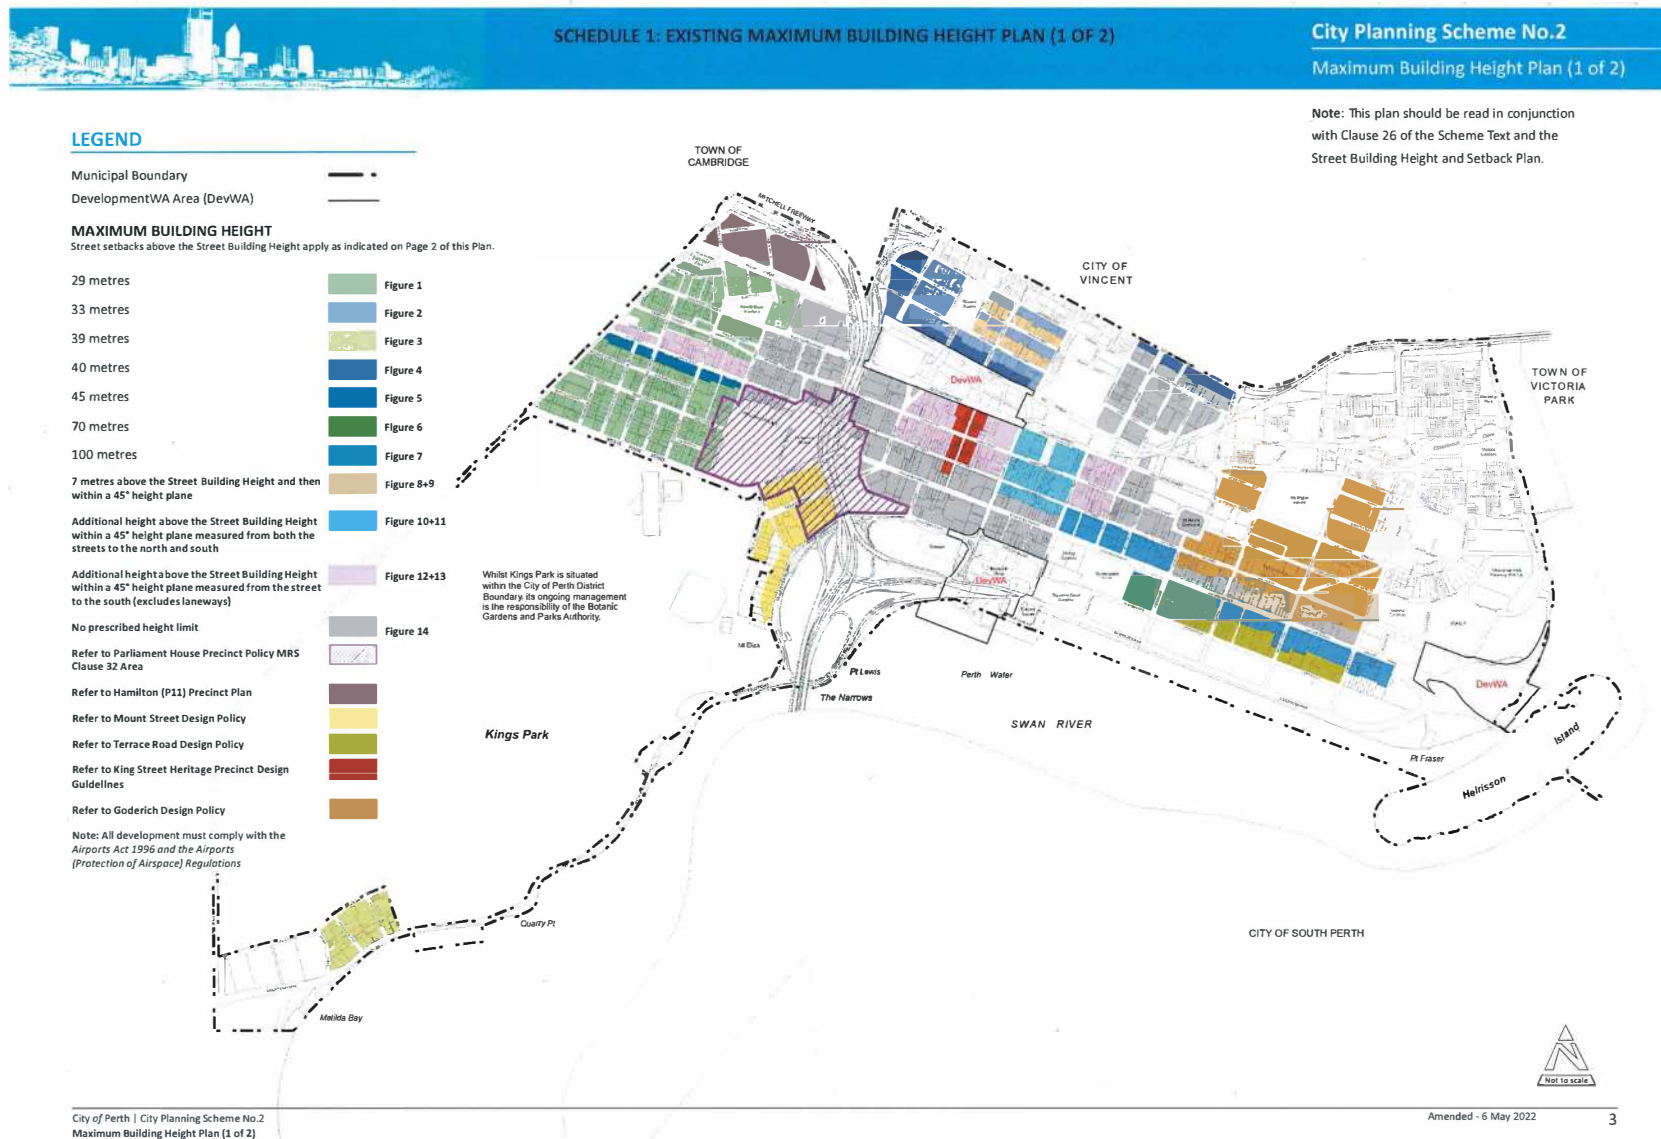 SCHEDULE 1: EXISTING MAXIMUM BUILDING HEIGHT PLAN (1 OF 2)
City Planning Scheme No.2
Maximum Building Height Plan (1 of 2)
Note: This plan should be read in conjunction
with Clause 26 of the Scheme Text and the
Street Building Height and Setback Plan.
LEGEND
Municipal Boundary
DevelopmentWA Area (DevWA)
MAXIMUM BUILDING HEIGHT
Street setbacks above the Street Building Height apply as indicated on Page 2 of this Plan.
29 metres
Figure 1
33 metres
Figure 2
39 metres
Figure 3
40 metres
Figure 4
45 metres
Figure 5
70 metres
Figure 6
100 metres
Figure 7
7 metres above the Street Building Height and then
within a 45° height plane
Figure 8+9
Additional height above the Street Building Height
within a 45° height plane measured from both the
streets to the north and south
Figure 10+11
Additional height above the Street Building Height
within a 45° height plane measured from the street
to the south (excludes laneways)
Figure 12+13
No prescribed height limit
Figure 14
Refer to Parliament House Precinct Policy MRS
Clause 32 Area
Refer to Hamilton (P11) Precinct Plan
Refer to Mount Street Design Policy
Refer to Terrace Road Design Policy
Refer to King Street Heritage Precinct Design
Guidelines
Refer to Goderich Design Policy
Note: All development must comply with the
Airports Act 1996 and the Airports
(Protection of Airspace) Regulations
TOWN OF
CAMBRIDGE
MITCHELL FREEWAY
CITY OF
VINCENT
TOWN OF
VICTORIA
PARK
DevWA
DevWA
DevWA
Whilst Kings Park is situated
within the City of Perth District
Boundary, its ongoing management
is the responsibility of the Botanic
Gardens and Parks Authority.
Mt Eliza
Pt Lewis
The Narrows
Perth Water
SWAN RIVER
Kings Park
Pt Fraser
Heirisson
Island
Quarry Pt
CITY OF SOUTH PERTH
Matilda Bay
N
Not to scale
City of Perth | City Planning Scheme No.2
Maximum Building Height Plan (1 of 2)
Amended - 6 May 2022
3